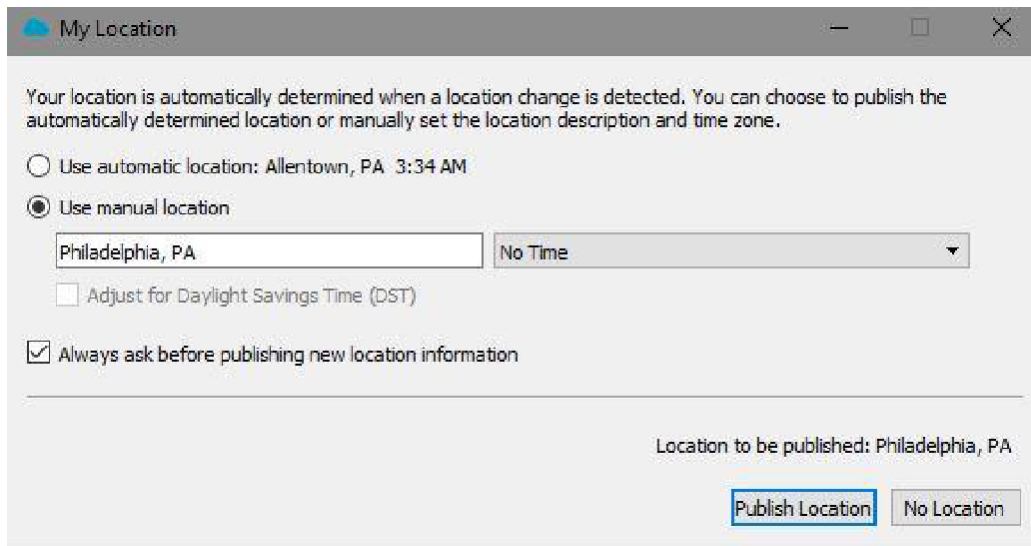 My Location
Your location is automatically determined when a location change is detected. You can choose to publish the
automatically determined location or manually set the location description and time zone.
Use automatic location: Allentown, PA 3:34 AM
Use manual location
Philadelphia, PA No Time
Adjust for Daylight Savings Time (DST)
Always ask before publishing new location information
Location to be published: Philadelphia, PA
Publish Location No Location